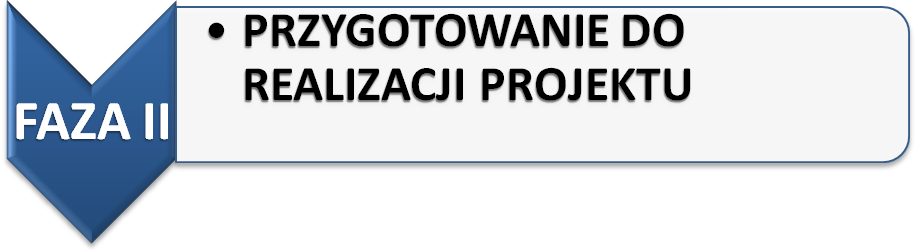 FAZA II
• PRZYGOTOWANIE DO
REALIZACJI PROJEKTU